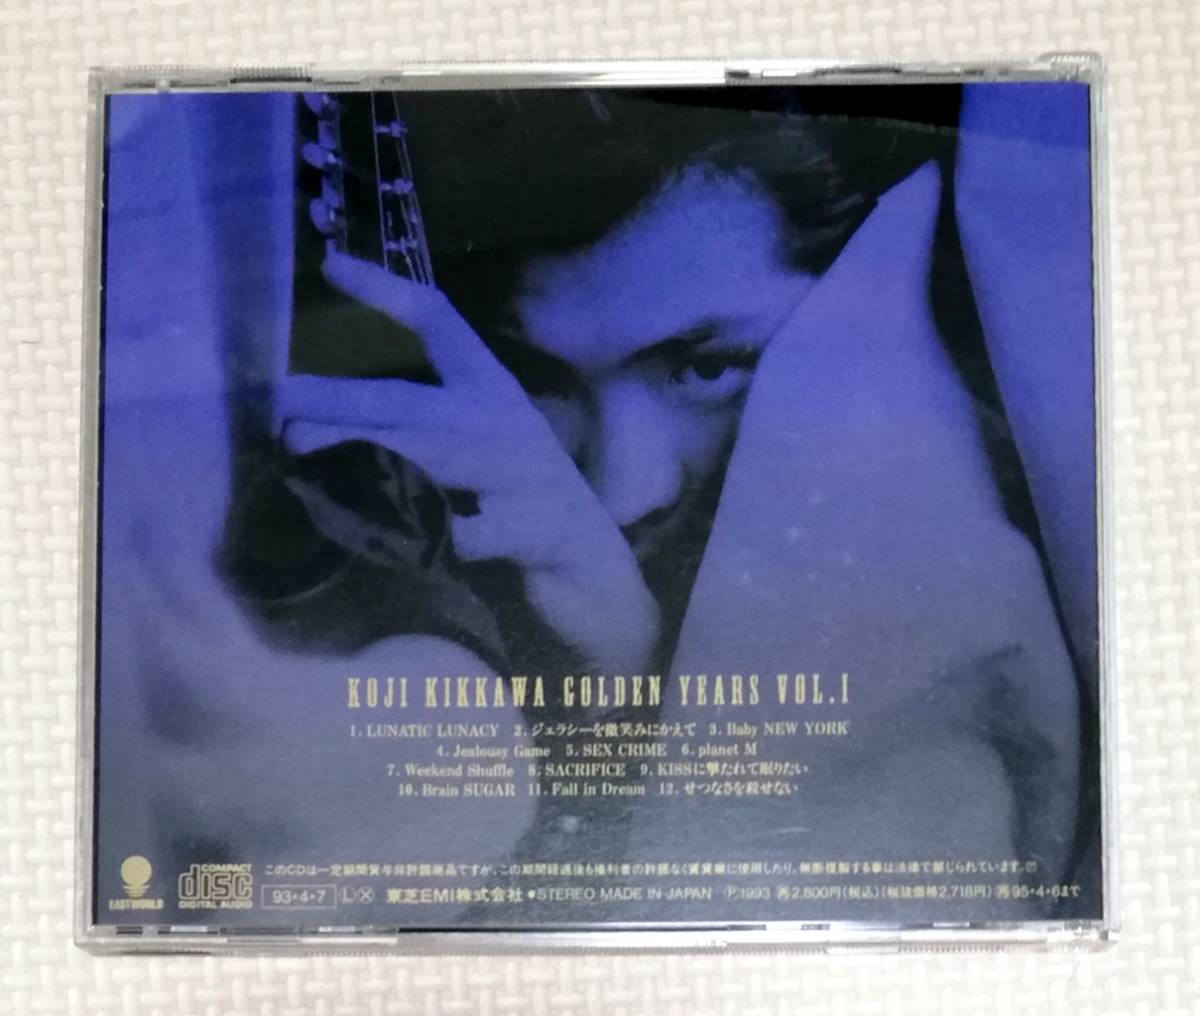 KOJI KIKKAWA GOLDEN YEARS VOL.I
1. LUNATIC LUNACY 2. ジェラシーを微笑みにかえて 3. Baby NEW YORK
4. Jealousy Game 5. SEX CRIME 6. planet M
7. Weekend Shuffle 8. SACRIFICE 9. KISSに撃たれて眠りたい
10. Brain SUGAR 11. Fall in Dream 12. せつなさを殺せない
EASTWORLD
COMPACT disc DIGITAL AUDIO
このCDは一定期間貸与非許諾商品ですが、この期間経過後も権利者の許諾なく賃貸業に使用したり、無断複製する事は法律で禁じられています。
93・4・7 東芝EMI株式会社 ●STEREO MADE IN JAPAN Ⓟ1993 再2,800円(税込)(税抜価格2,718円) 再95・4・6まで